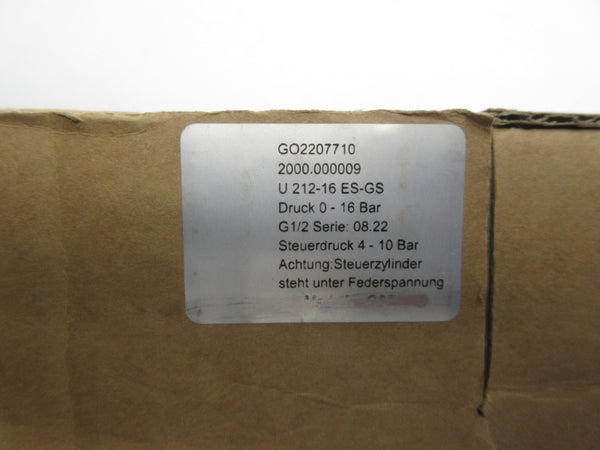 GO2207710
2000.000009
U 212-16 ES-GS
Druck 0 - 16 Bar
G1/2 Serie: 08.22
Steuerdruck 4 - 10 Bar
Achtung:Steuerzylinder
steht unter Federspannung